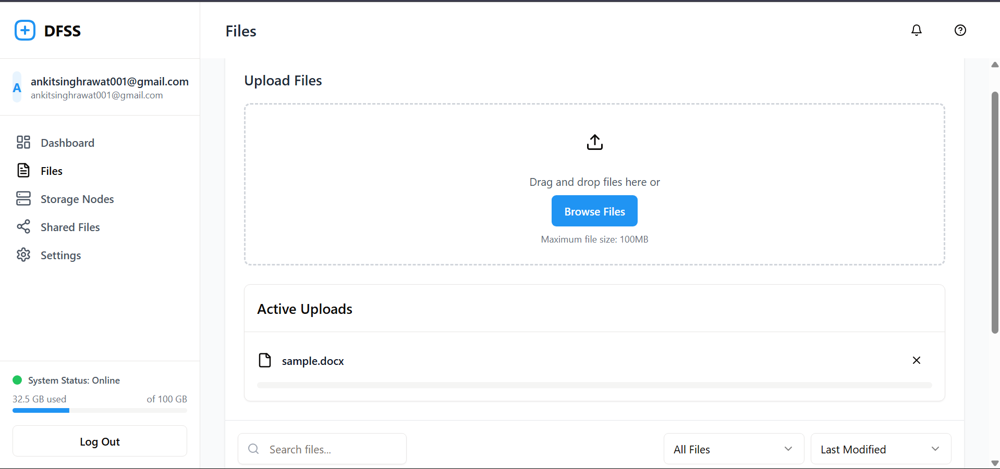 DFSS
Files
A
ankitsinghrawat001@gmail.com
ankitsinghrawat001@gmail.com
Dashboard
Files
Storage Nodes
Shared Files
Settings
System Status: Online
32.5 GB used of 100 GB
Log Out
Upload Files
Drag and drop files here or
Browse Files
Maximum file size: 100MB
Active Uploads
sample.docx
Search files...
All Files
Last Modified